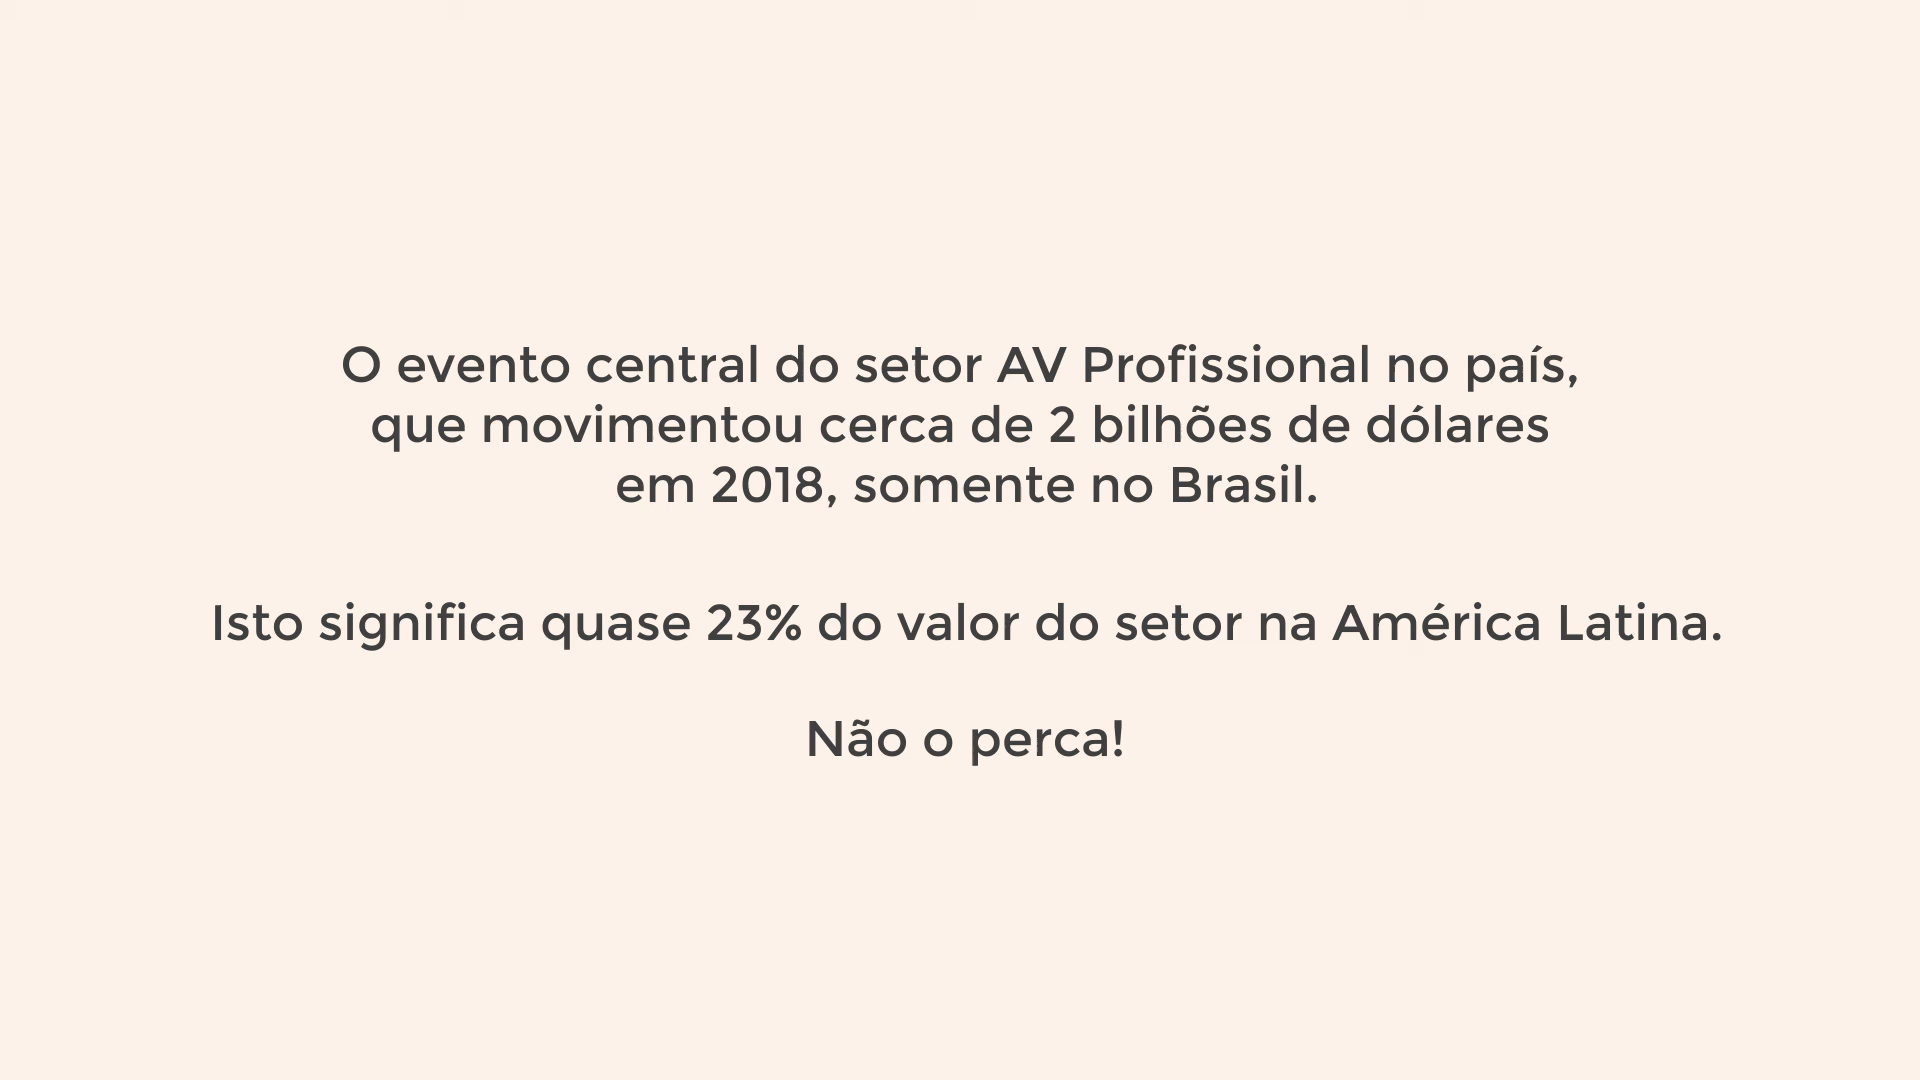 O evento central do setor AV Profissional no país,
que movimentou cerca de 2 bilhões de dólares
em 2018, somente no Brasil.
Isto significa quase 23% do valor do setor na América Latina.
Não o perca!